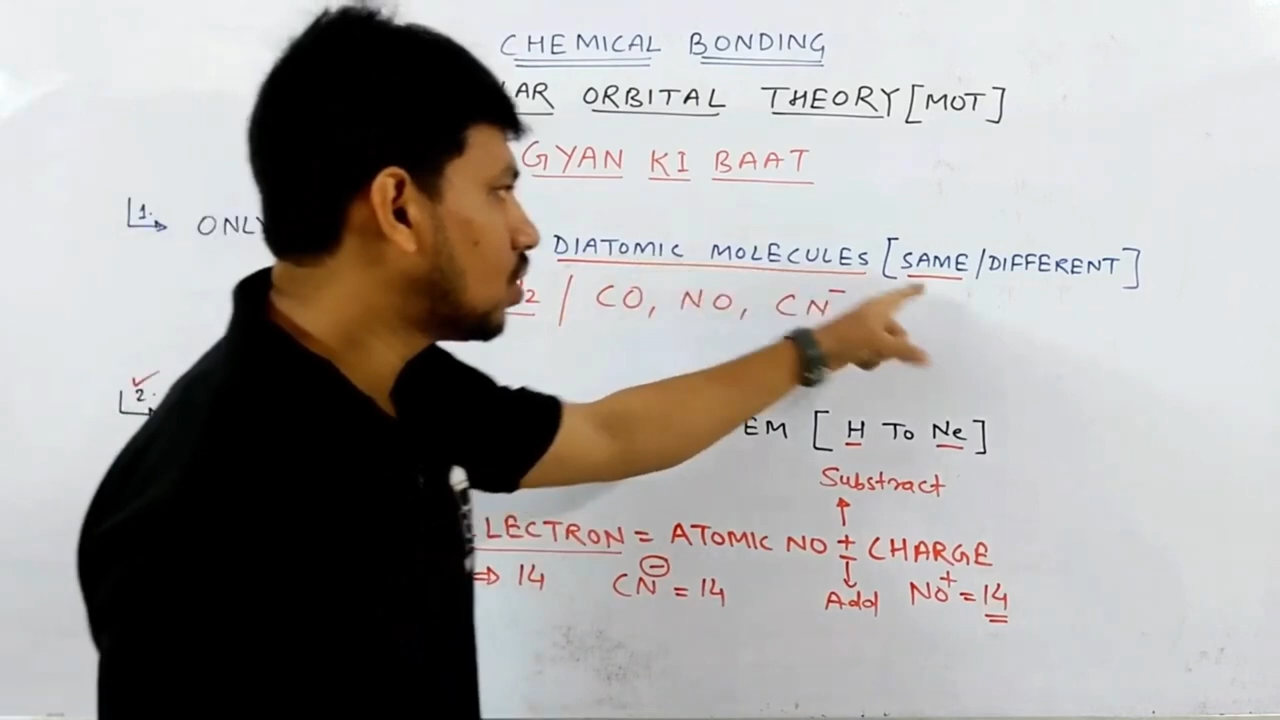 CHEMICAL BONDING
AR ORBITAL THEORY [MOT]
GYAN KI BAAT
1. ONLY
DIATOMIC MOLECULES [SAME/DIFFERENT]
2 / CO, NO, CN⁻
2. EM [H TO Ne]
Substract
↑
LECTRON = ATOMIC NO ± CHARGE
⇒ 14 CN⊖ = 14 ↓ NO⁺ = 14
Add